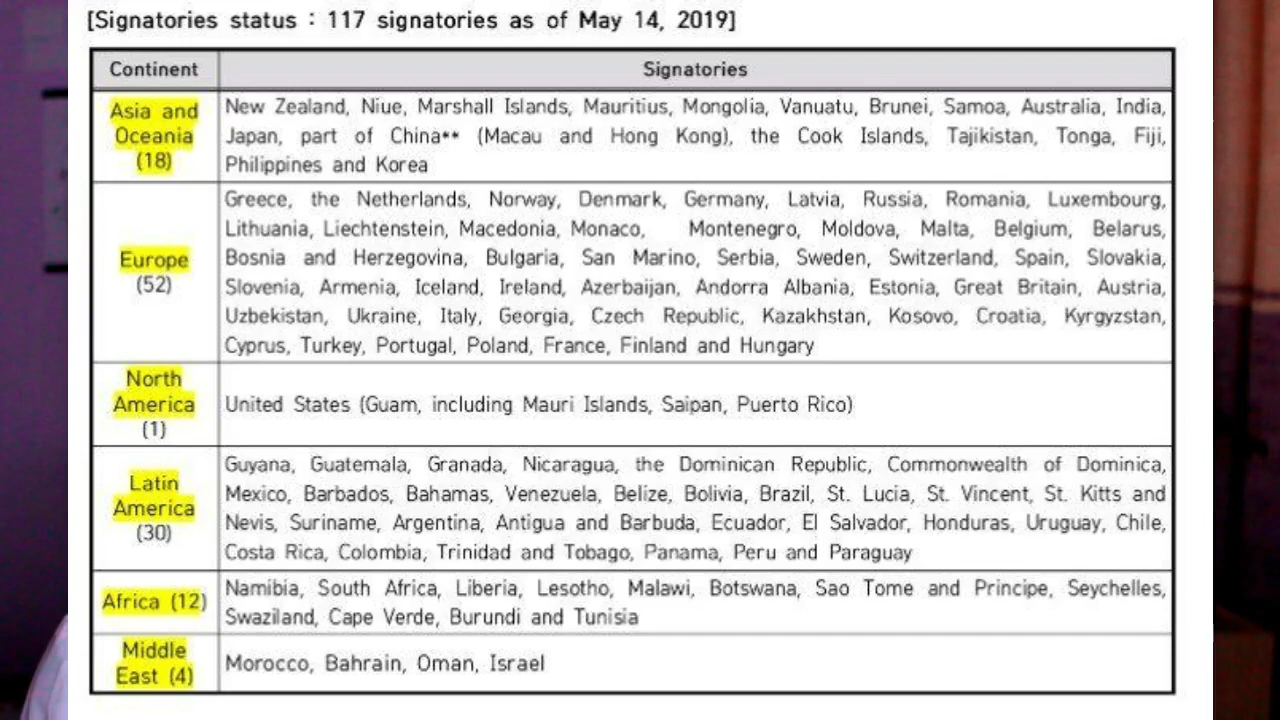 [Signatories status : 117 signatories as of May 14, 2019]
Continent Signatories
Asia and
Oceania
(18)
New Zealand, Niue, Marshall Islands, Mauritius, Mongolia, Vanuatu, Brunei, Samoa, Australia, India,
Japan, part of China** (Macau and Hong Kong), the Cook Islands, Tajikistan, Tonga, Fiji,
Philippines and Korea
Europe
(52)
Greece, the Netherlands, Norway, Denmark, Germany, Latvia, Russia, Romania, Luxembourg,
Lithuania, Liechtenstein, Macedonia, Monaco, Montenegro, Moldova, Malta, Belgium, Belarus,
Bosnia and Herzegovina, Bulgaria, San Marino, Serbia, Sweden, Switzerland, Spain, Slovakia,
Slovenia, Armenia, Iceland, Ireland, Azerbaijan, Andorra Albania, Estonia, Great Britain, Austria,
Uzbekistan, Ukraine, Italy, Georgia, Czech Republic, Kazakhstan, Kosovo, Croatia, Kyrgyzstan,
Cyprus, Turkey, Portugal, Poland, France, Finland and Hungary
North
America
(1)
United States (Guam, including Mauri Islands, Saipan, Puerto Rico)
Latin
America
(30)
Guyana, Guatemala, Granada, Nicaragua, the Dominican Republic, Commonwealth of Dominica,
Mexico, Barbados, Bahamas, Venezuela, Belize, Bolivia, Brazil, St. Lucia, St. Vincent, St. Kitts and
Nevis, Suriname, Argentina, Antigua and Barbuda, Ecuador, El Salvador, Honduras, Uruguay, Chile,
Costa Rica, Colombia, Trinidad and Tobago, Panama, Peru and Paraguay
Africa (12)
Namibia, South Africa, Liberia, Lesotho, Malawi, Botswana, Sao Tome and Principe, Seychelles,
Swaziland, Cape Verde, Burundi and Tunisia
Middle
East (4)
Morocco, Bahrain, Oman, Israel